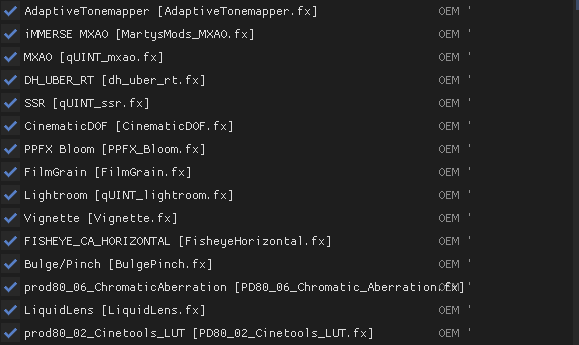 AdaptiveTonemapper [AdaptiveTonemapper.fx] OEM '
iMMERSE MXAO [MartysMods_MXAO.fx] OEM '
MXAO [qUINT_mxao.fx] OEM '
DH_UBER_RT [dh_uber_rt.fx] OEM '
SSR [qUINT_ssr.fx] OEM '
CinematicDOF [CinematicDOF.fx] OEM '
PPFX Bloom [PPFX_Bloom.fx] OEM '
FilmGrain [FilmGrain.fx] OEM '
Lightroom [qUINT_lightroom.fx] OEM '
Vignette [Vignette.fx] OEM '
FISHEYE_CA_HORIZONTAL [FisheyeHorizontal.fx] OEM '
Bulge/Pinch [BulgePinch.fx] OEM '
prod80_06_ChromaticAberration [PD80_06_Chromatic_Aberration.fx] OEM '
LiquidLens [LiquidLens.fx] OEM '
prod80_02_Cinetools_LUT [PD80_02_Cinetools_LUT.fx] OEM '